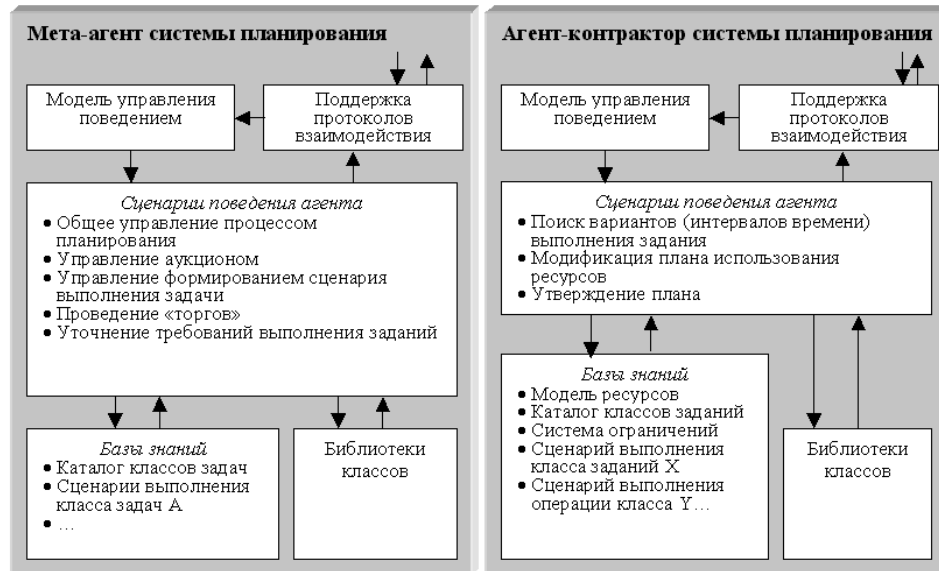 Мета-агент системы планирования
Модель управления
поведением
Поддержка
протоколов
взаимодействия
Сценарии поведения агента
• Общее управление процессом
планирования
• Управление аукционом
• Управление формированием сценария
выполнения задачи
• Проведение «торгов»
• Уточнение требований выполнения заданий
Базы знаний
• Каталог классов задач
• Сценарии выполнения
класса задач А
• ...
Библиотеки
классов
Агент-контрактор системы планирования
Модель управления
поведением
Поддержка
протоколов
взаимодействия
Сценарии поведения агента
• Поиск вариантов (интервалов времени)
выполнения задания
• Модификация плана использования
ресурсов
• Утверждение плана
Базы знаний
• Модель ресурсов
• Каталог классов заданий
• Система ограничений
• Сценарий выполнения
класса заданий X
• Сценарий выполнения
операции класса Y...
Библиотеки
классов